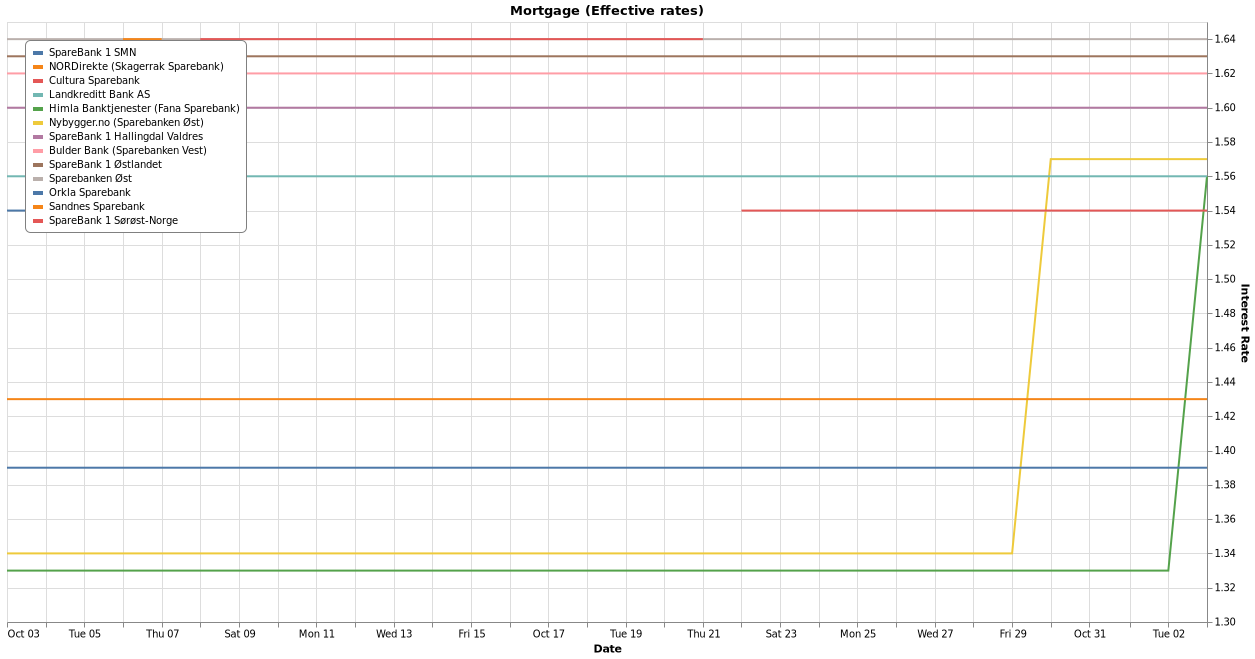 Mortgage (Effective rates)
SpareBank 1 SMN
NORDirekte (Skagerrak Sparebank)
Cultura Sparebank
Landkreditt Bank AS
Himla Banktjenester (Fana Sparebank)
Nybygger.no (Sparebanken Øst)
SpareBank 1 Hallingdal Valdres
Bulder Bank (Sparebanken Vest)
SpareBank 1 Østlandet
Sparebanken Øst
Orkla Sparebank
Sandnes Sparebank
SpareBank 1 Sørøst-Norge
1.64
1.62
1.60
1.58
1.56
1.54
1.52
1.50
1.48
1.46
1.44
1.42
1.40
1.38
1.36
1.34
1.32
1.30
Interest Rate
Oct 03 Tue 05 Thu 07 Sat 09 Mon 11 Wed 13 Fri 15 Oct 17 Tue 19 Thu 21 Sat 23 Mon 25 Wed 27 Fri 29 Oct 31 Tue 02
Date